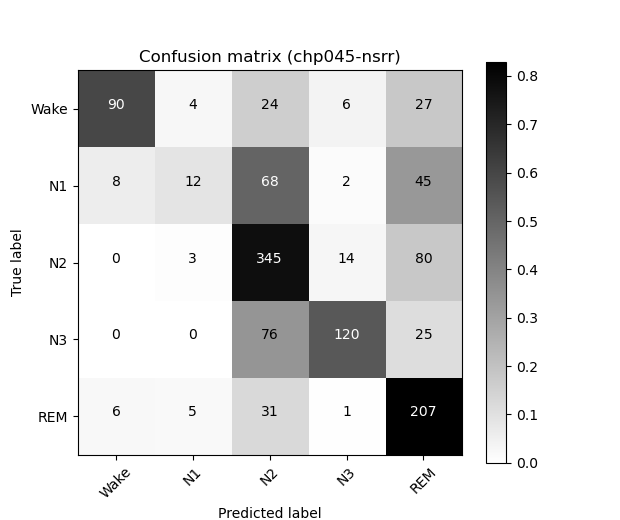 Confusion matrix (chp045-nsrr)
Wake 90 4 24 6 27
N1 8 12 68 2 45
N2 0 3 345 14 80
N3 0 0 76 120 25
REM 6 5 31 1 207
Wake N1 N2 N3 REM
Predicted label
True label
0.8
0.7
0.6
0.5
0.4
0.3
0.2
0.1
0.0